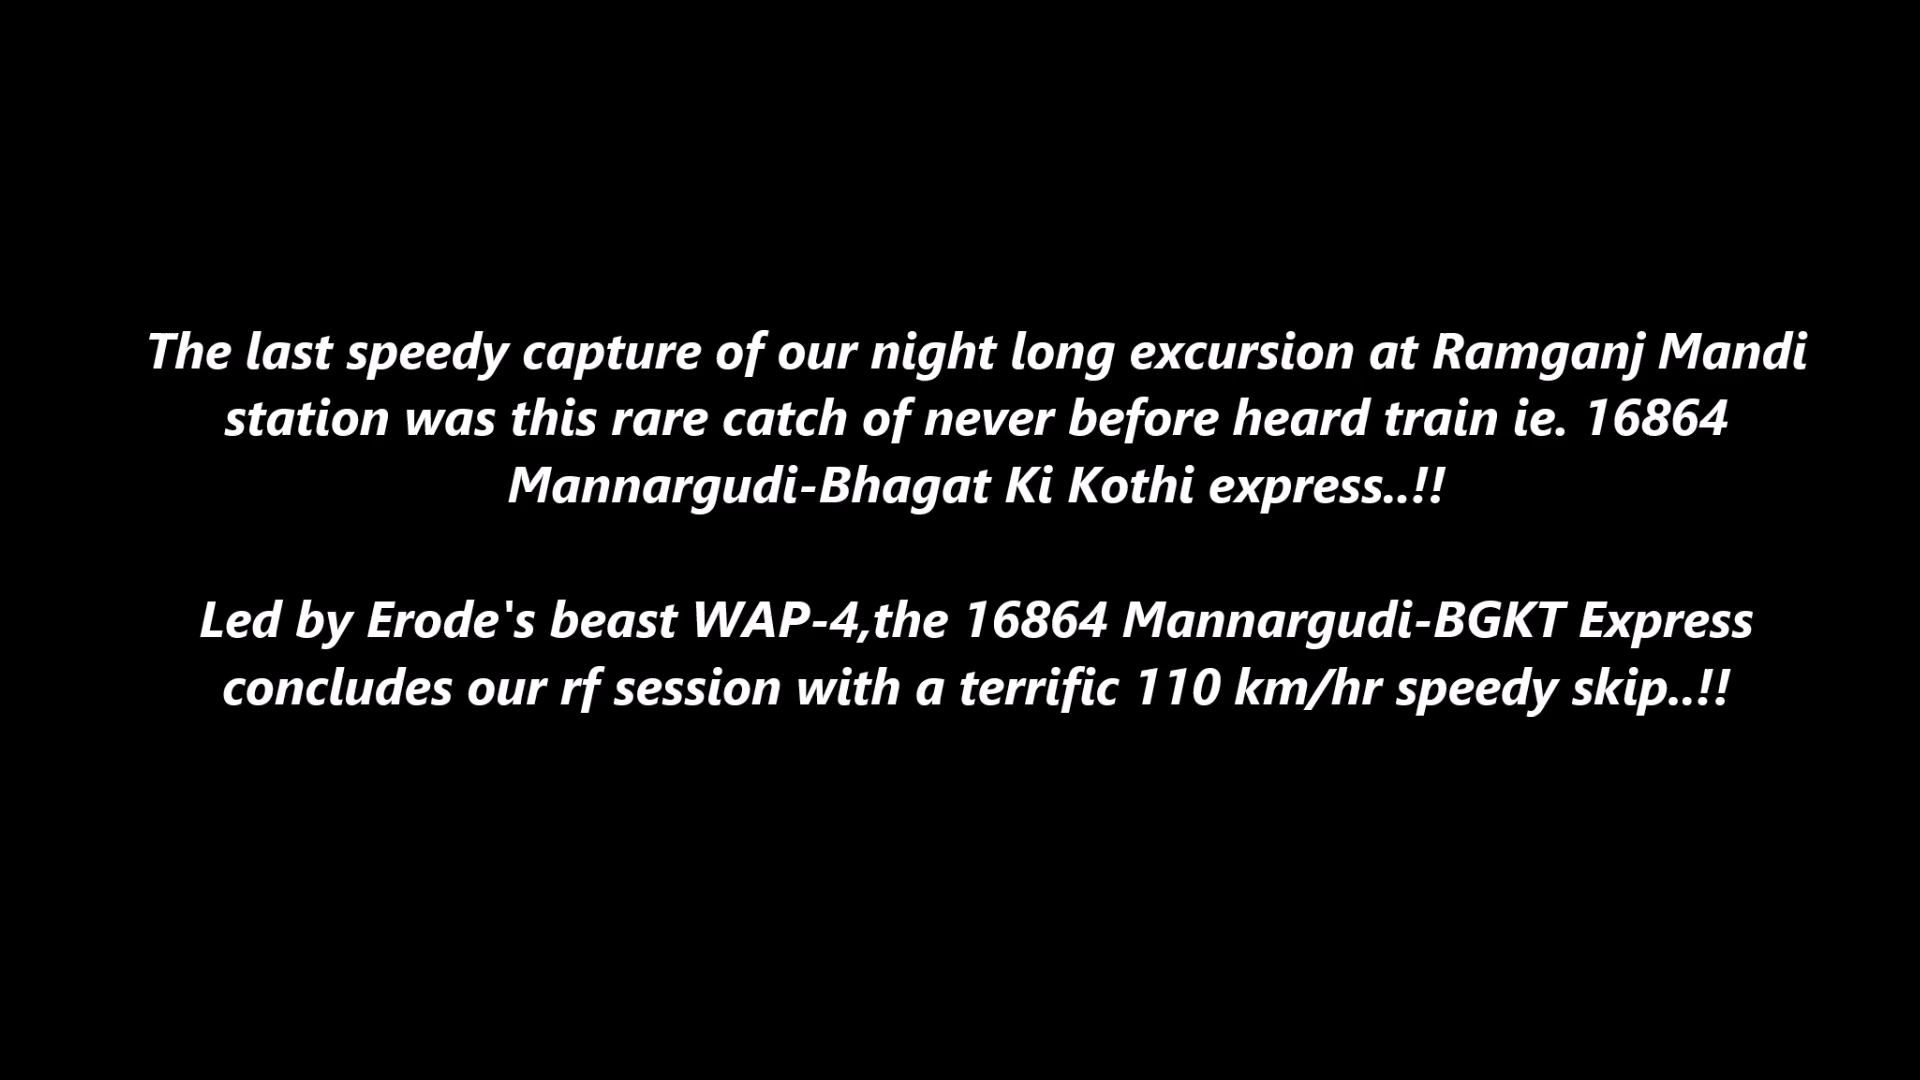 The last speedy capture of our night long excursion at Ramganj Mandi
station was this rare catch of never before heard train ie. 16864
Mannargudi-Bhagat Ki Kothi express..!!
Led by Erode's beast WAP-4,the 16864 Mannargudi-BGKT Express
concludes our rf session with a terrific 110 km/hr speedy skip..!!